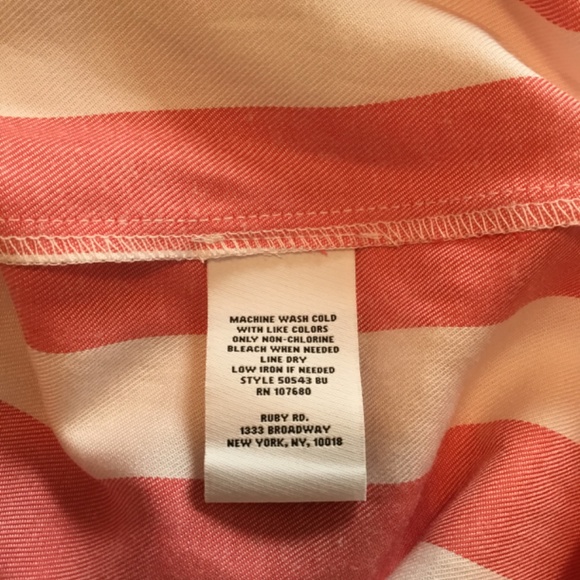 MACHINE WASH COLD
WITH LIKE COLORS
ONLY NON-CHLORINE
BLEACH WHEN NEEDED
LINE DRY
LOW IRON IF NEEDED
STYLE 50543 BU
RN 107680
RUBY RD.
1333 BROADWAY
NEW YORK, NY, 10018